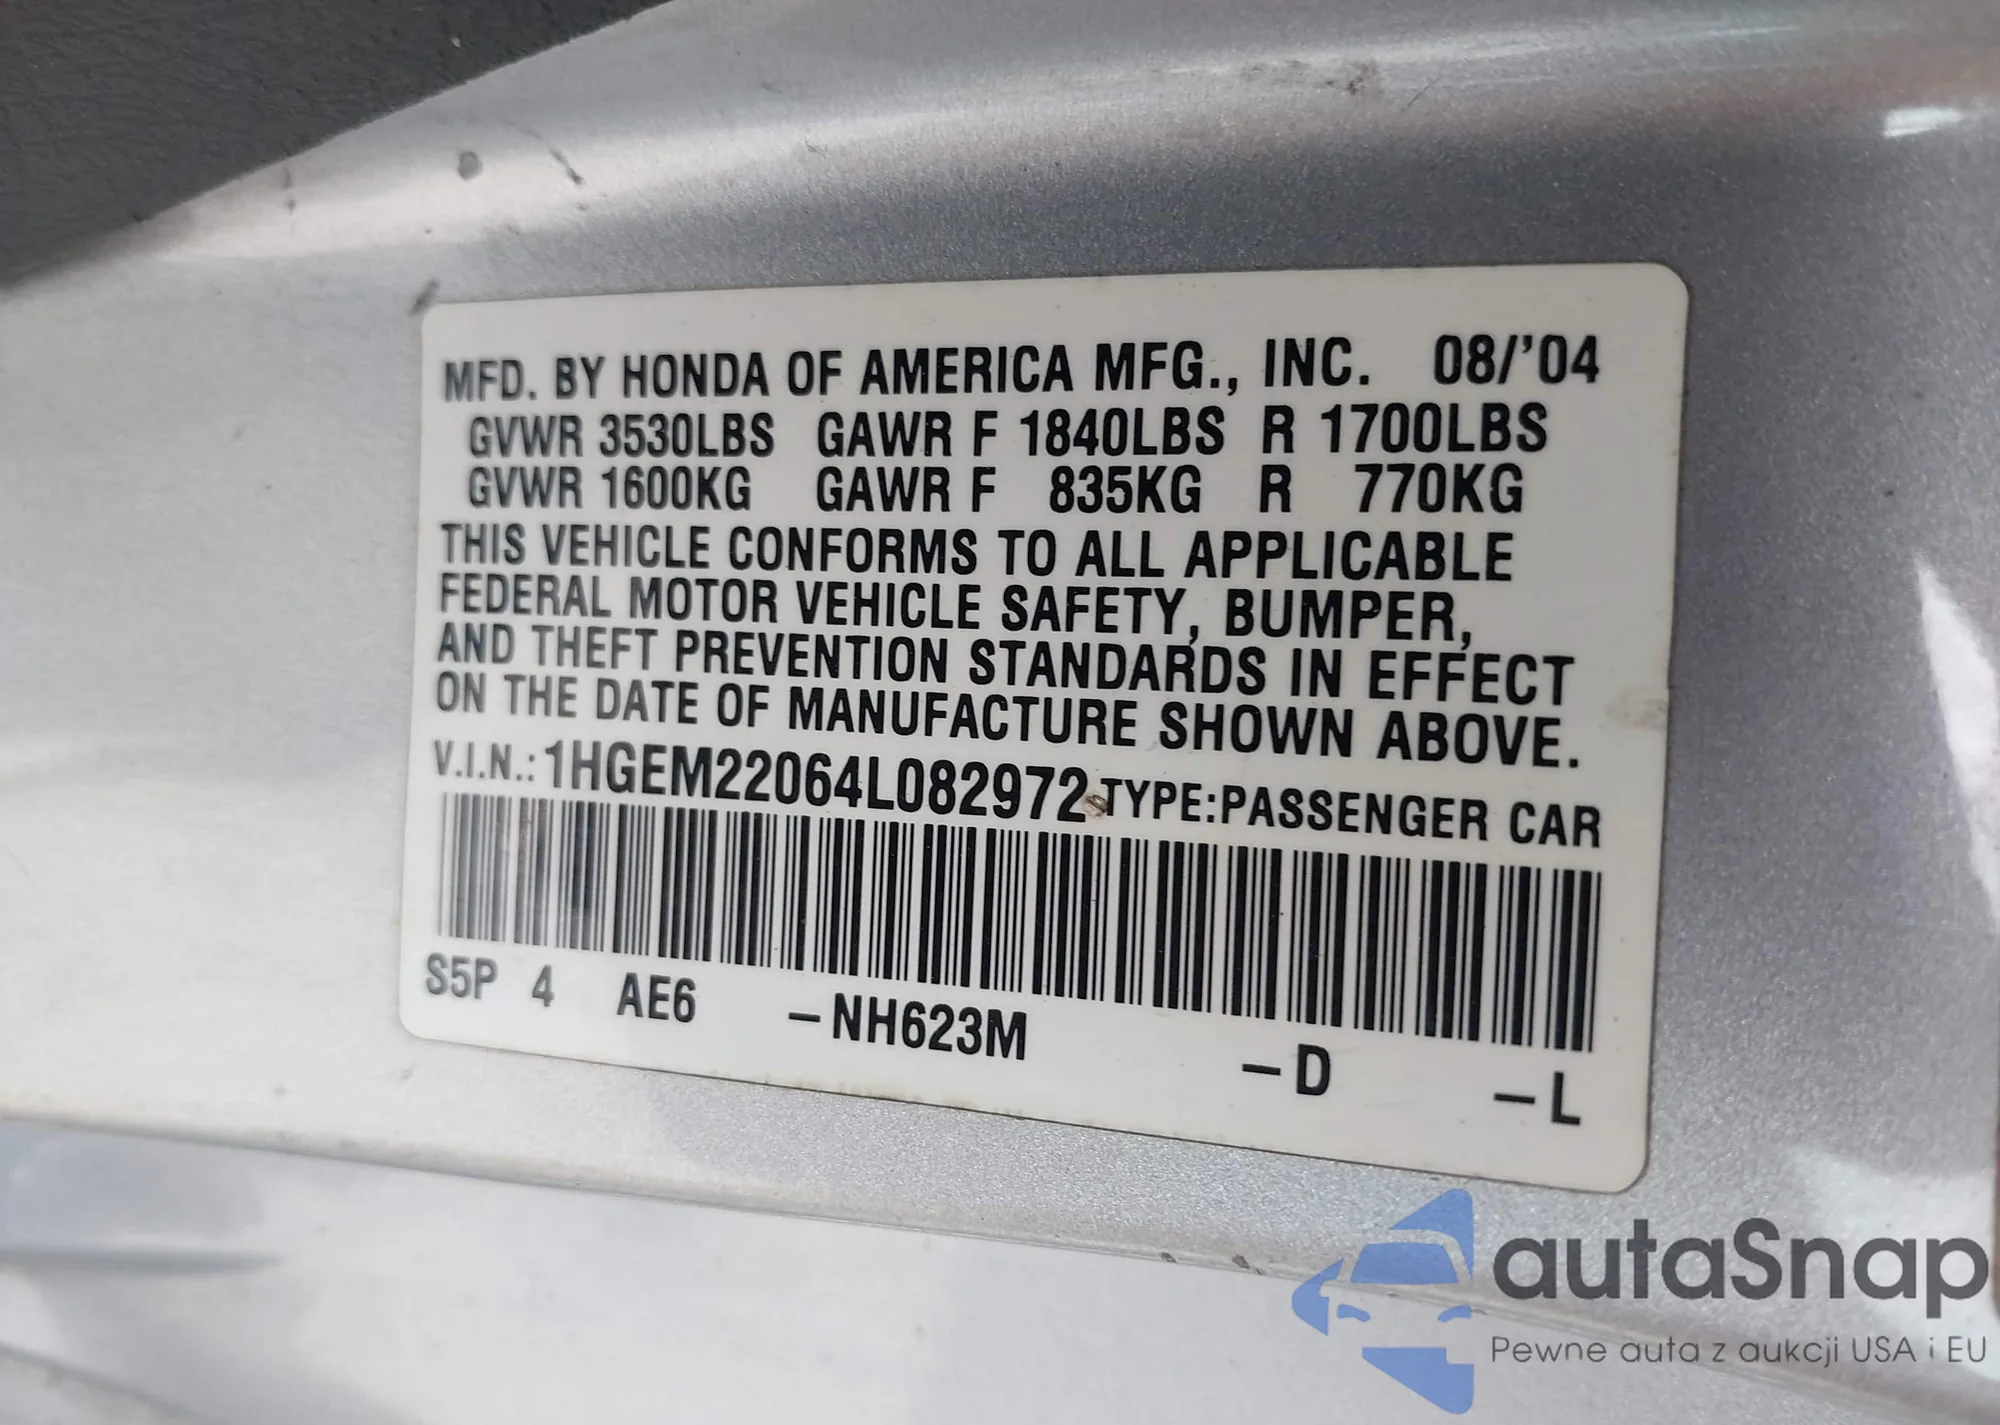 MFD. BY HONDA OF AMERICA MFG., INC. 08/'04
GVWR 3530LBS GAWR F 1840LBS R 1700LBS
GVWR 1600KG GAWR F 835KG R 770KG
THIS VEHICLE CONFORMS TO ALL APPLICABLE
FEDERAL MOTOR VEHICLE SAFETY, BUMPER,
AND THEFT PREVENTION STANDARDS IN EFFECT
ON THE DATE OF MANUFACTURE SHOWN ABOVE.
V.I.N.: 1HGEM22064L082972 TYPE:PASSENGER CAR
S5P 4 AE6 –NH623M –D –L
autaSnap
Pewne auta z aukcji USA i EU